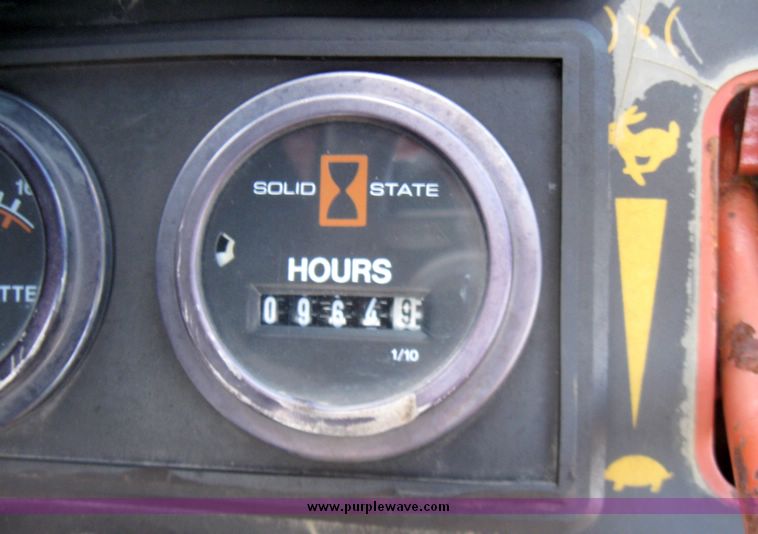 SOLID STATE
HOURS
0 9 6 4 9
1/10
TTE
www.purplewave.com